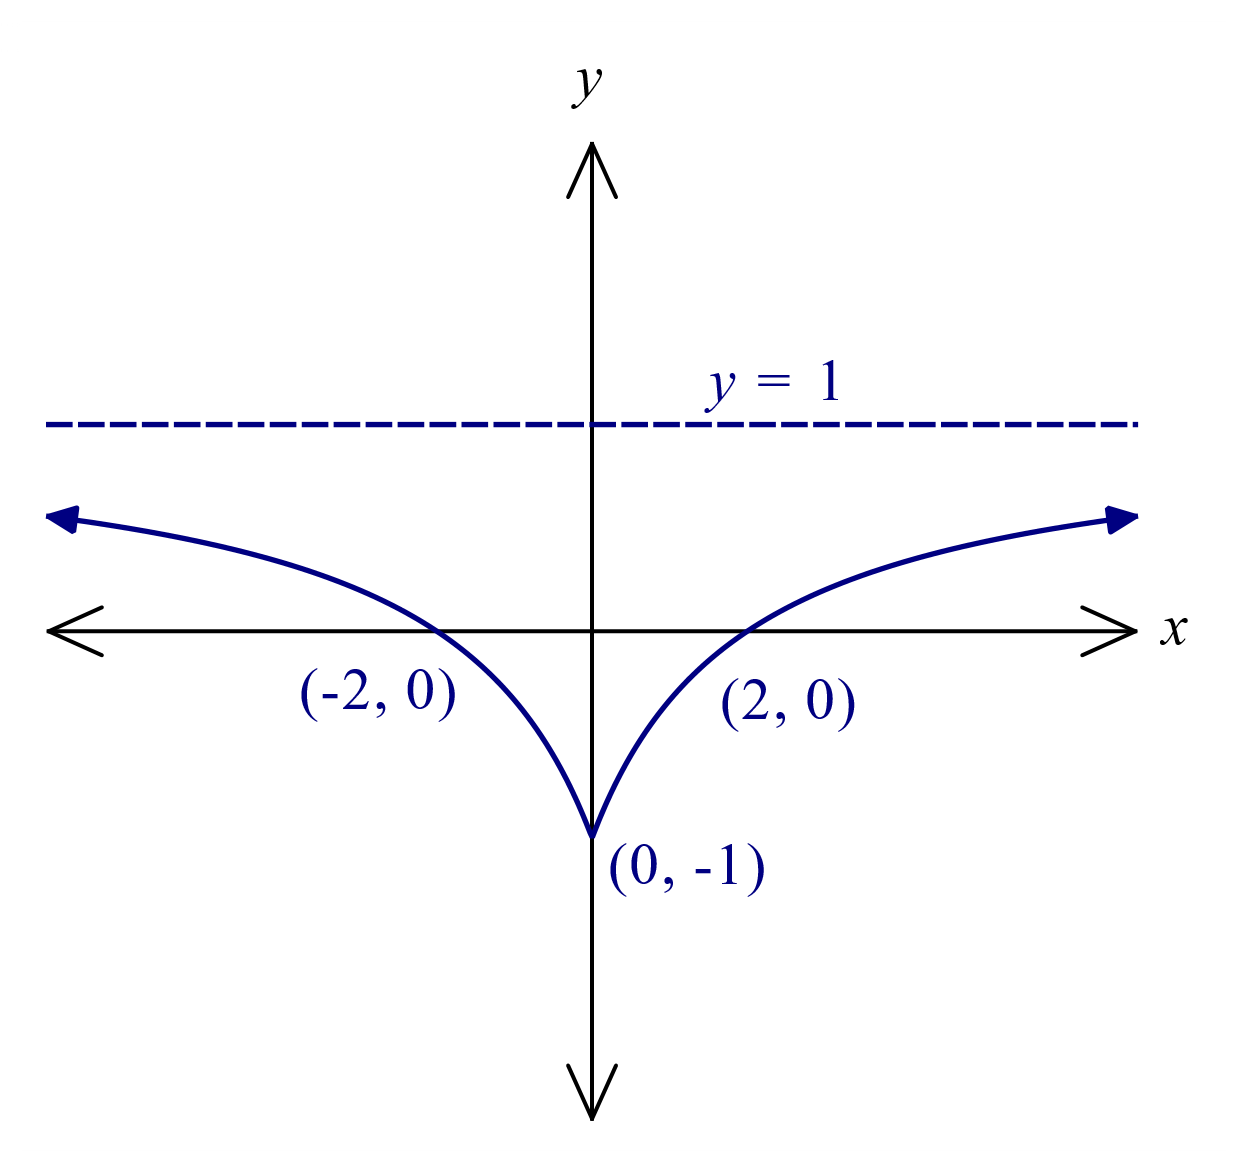 y
y = 1
x
(-2, 0)
(2, 0)
(0, -1)